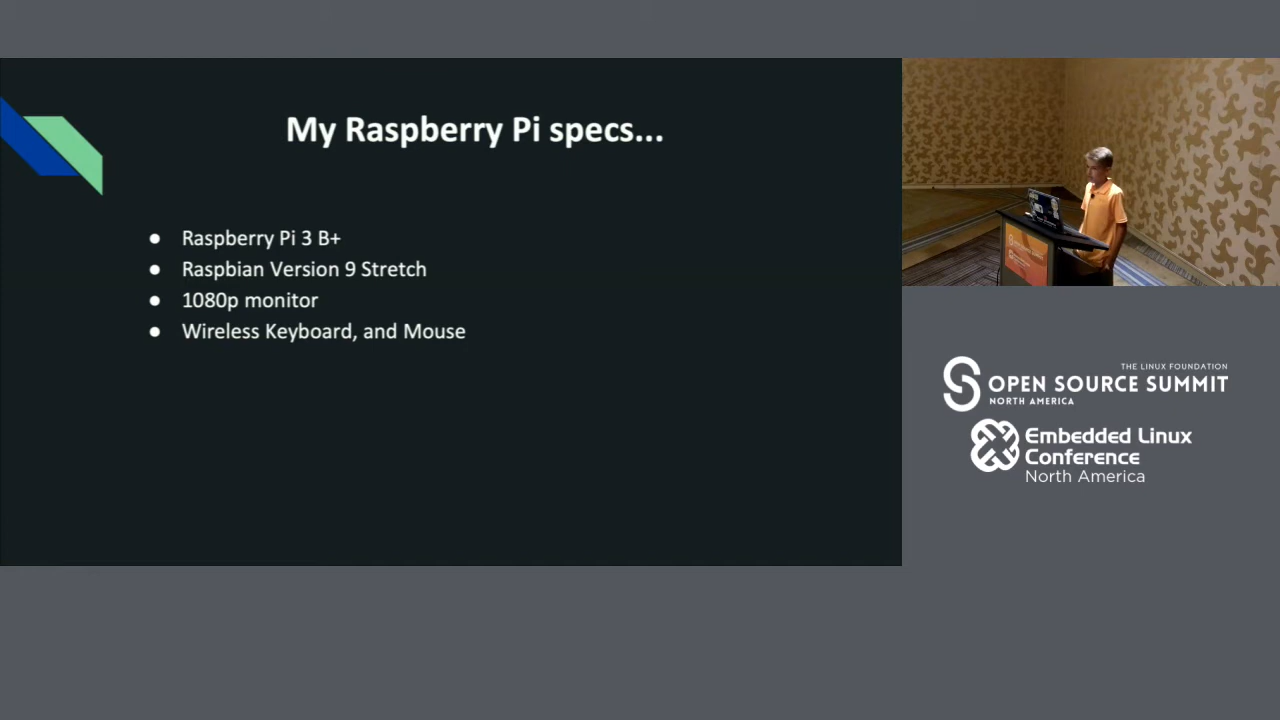 My Raspberry Pi specs...
● Raspberry Pi 3 B+
● Raspbian Version 9 Stretch
● 1080p monitor
● Wireless Keyboard, and Mouse
THE LINUX FOUNDATION
OPEN SOURCE SUMMIT
NORTH AMERICA
Embedded Linux
Conference
North America